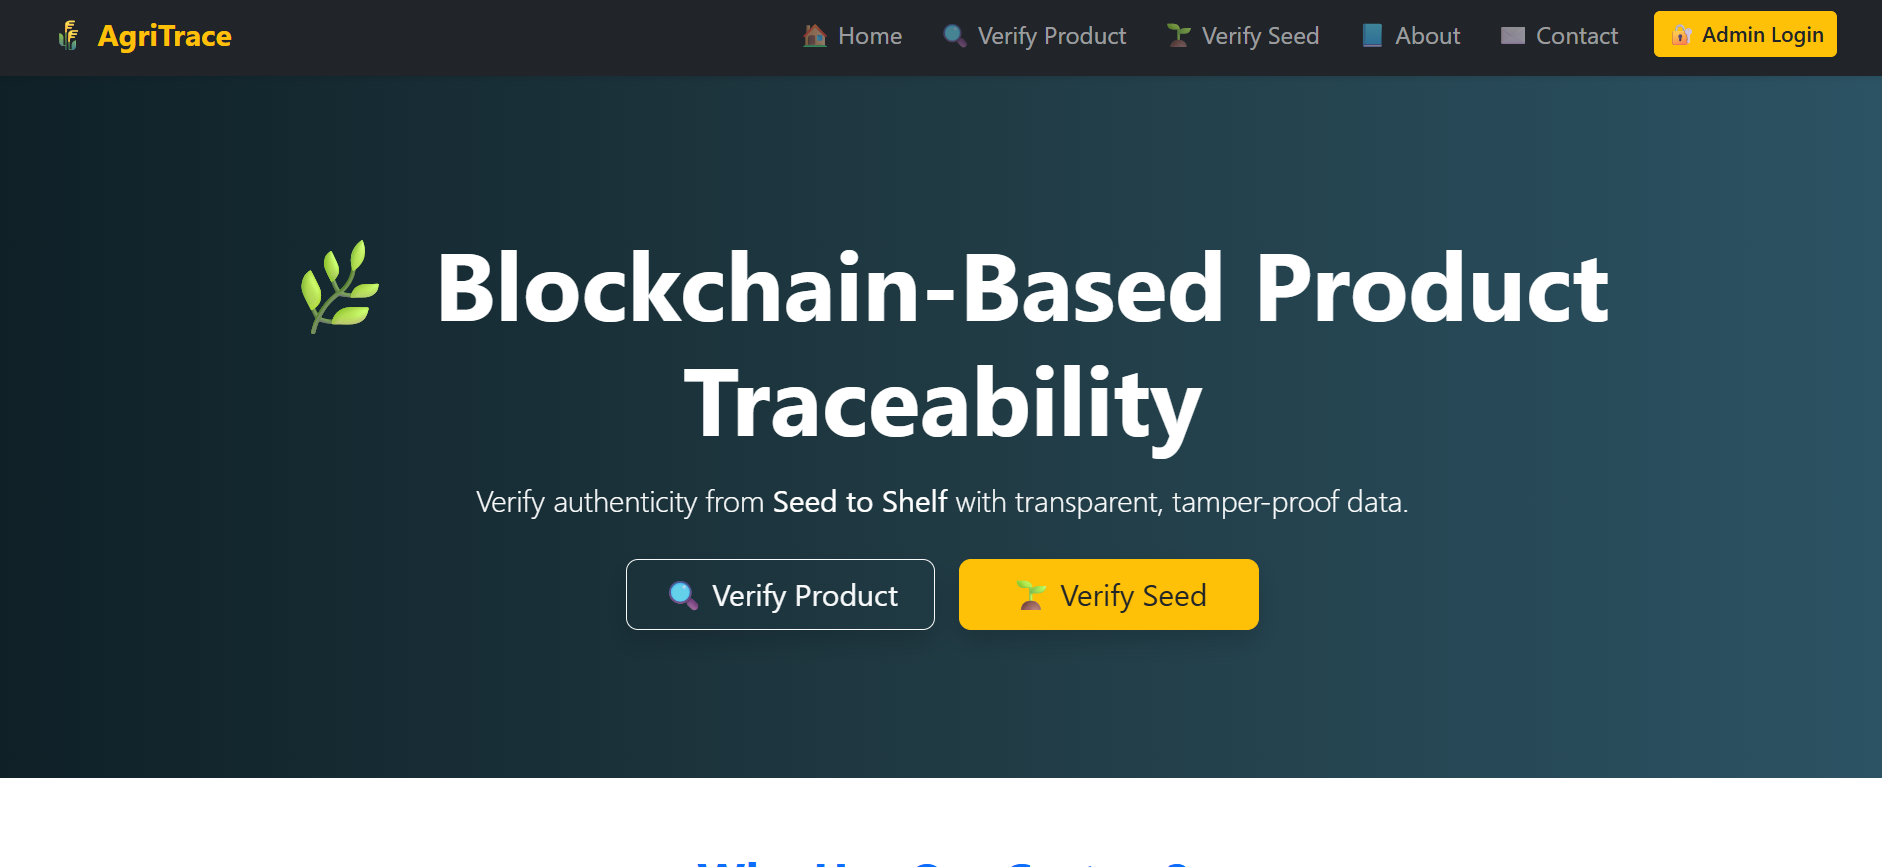 AgriTrace
Home
Verify Product
Verify Seed
About
Contact
Admin Login
Blockchain-Based Product
Traceability
Verify authenticity from Seed to Shelf with transparent, tamper-proof data.
Verify Product
Verify Seed